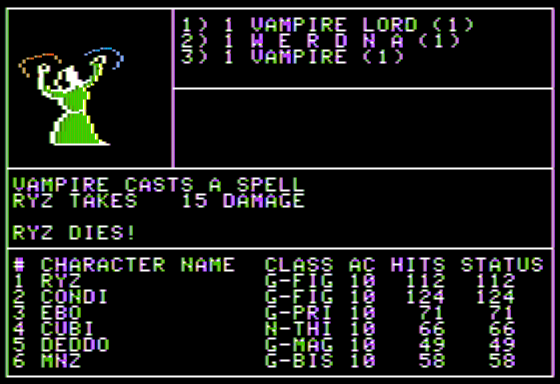 1) 1 VAMPIRE LORD (1)
2) 1 W E R D N A (1)
3) 1 VAMPIRE (1)
VAMPIRE CASTS A SPELL
RYZ TAKES 15 DAMAGE
RYZ DIES!
# CHARACTER NAME CLASS AC HITS STATUS
1 RYZ G-FIG 10 112 112
2 CONDI G-FIG 10 124 124
3 EBO G-PRI 10 71 71
4 CUBI N-THI 10 66 66
5 DEDDO G-MAG 10 49 49
6 MNZ G-BIS 10 58 58